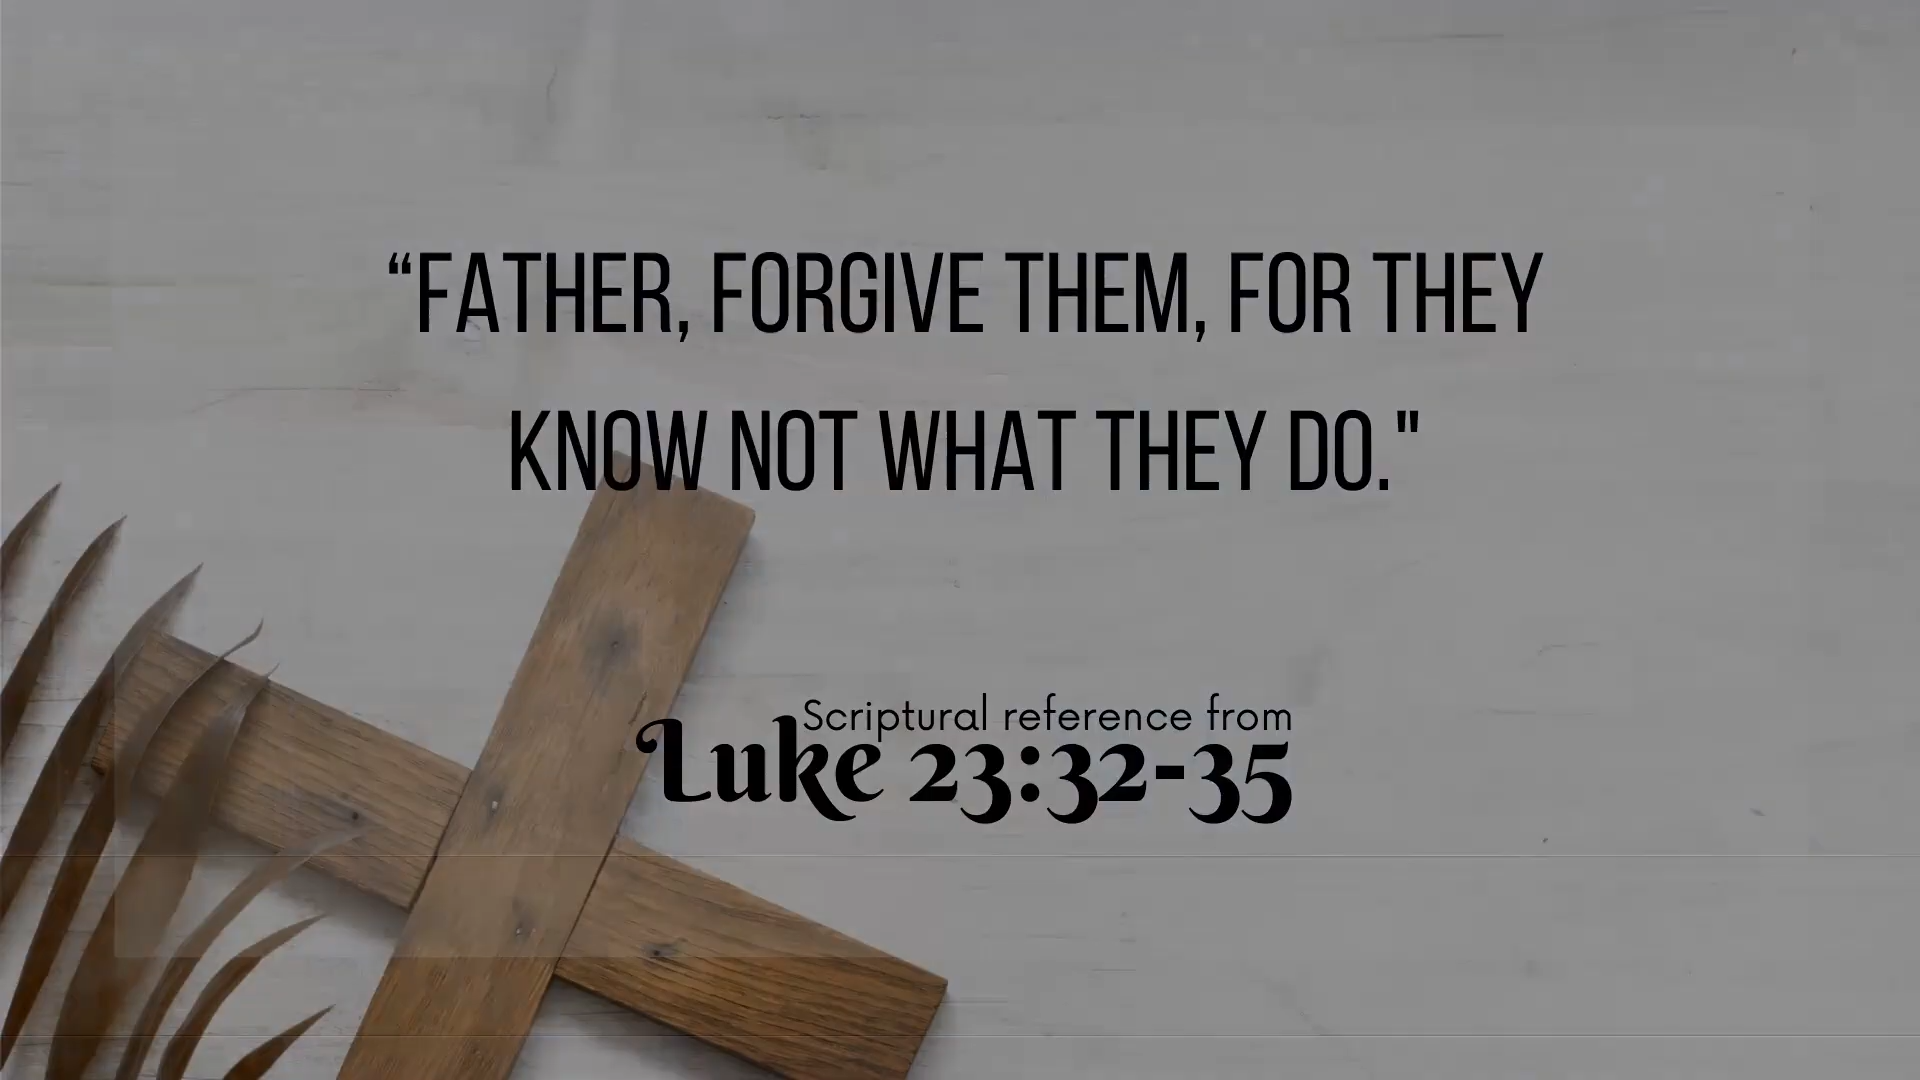 “FATHER, FORGIVE THEM, FOR THEY
KNOW NOT WHAT THEY DO."
Scriptural reference from
Luke 23:32-35